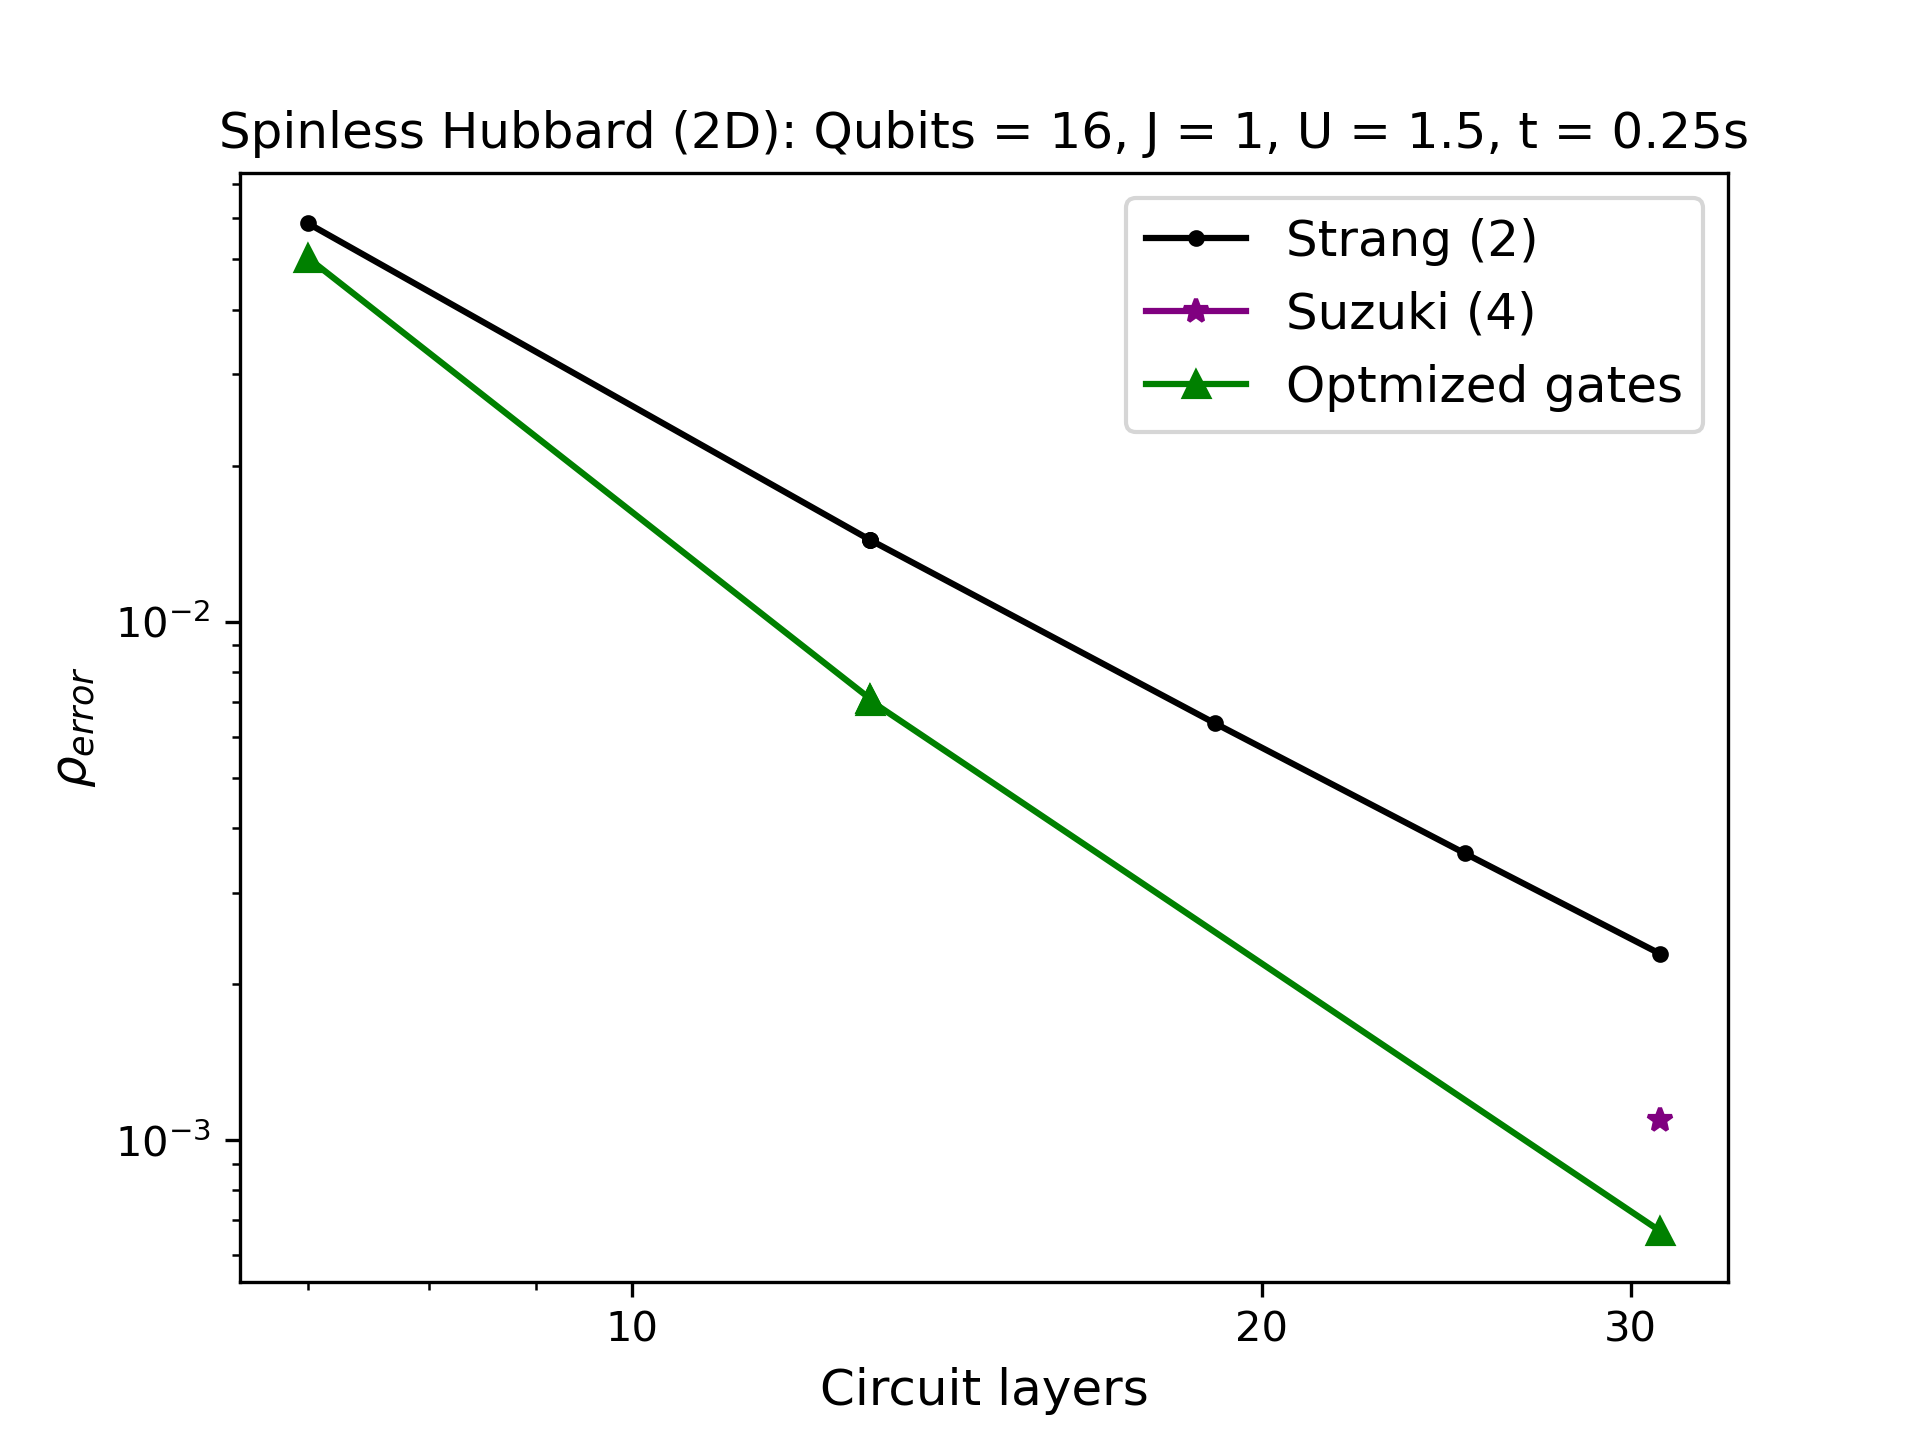 Spinless Hubbard (2D): Qubits = 16, J = 1, U = 1.5, t = 0.25s
Strang (2)
Suzuki (4)
Optmized gates
10⁻²
10⁻³
ρ_error
10 20 30
Circuit layers